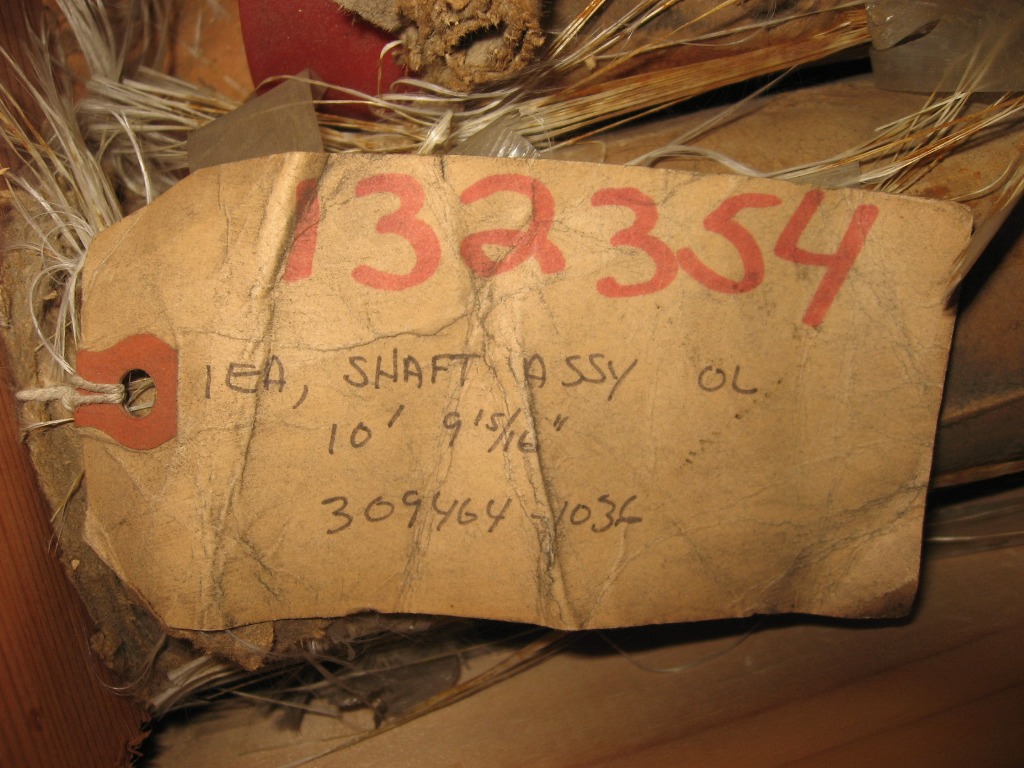 132354
1EA, SHAFT ASSY OL
10' 9 15/16"
309464-1036